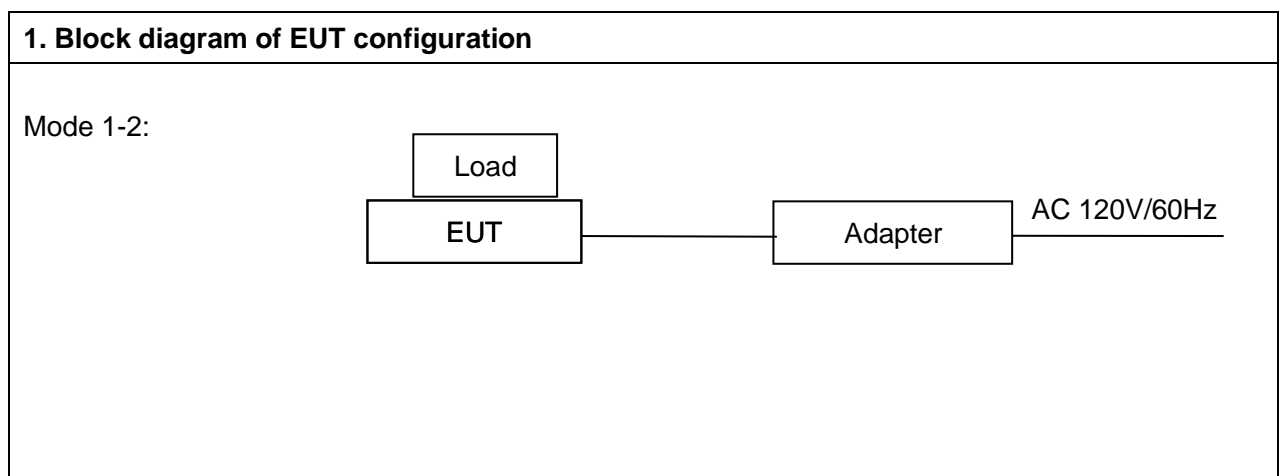 1. Block diagram of EUT configuration
Mode 1-2:
Load
EUT
Adapter
AC 120V/60Hz